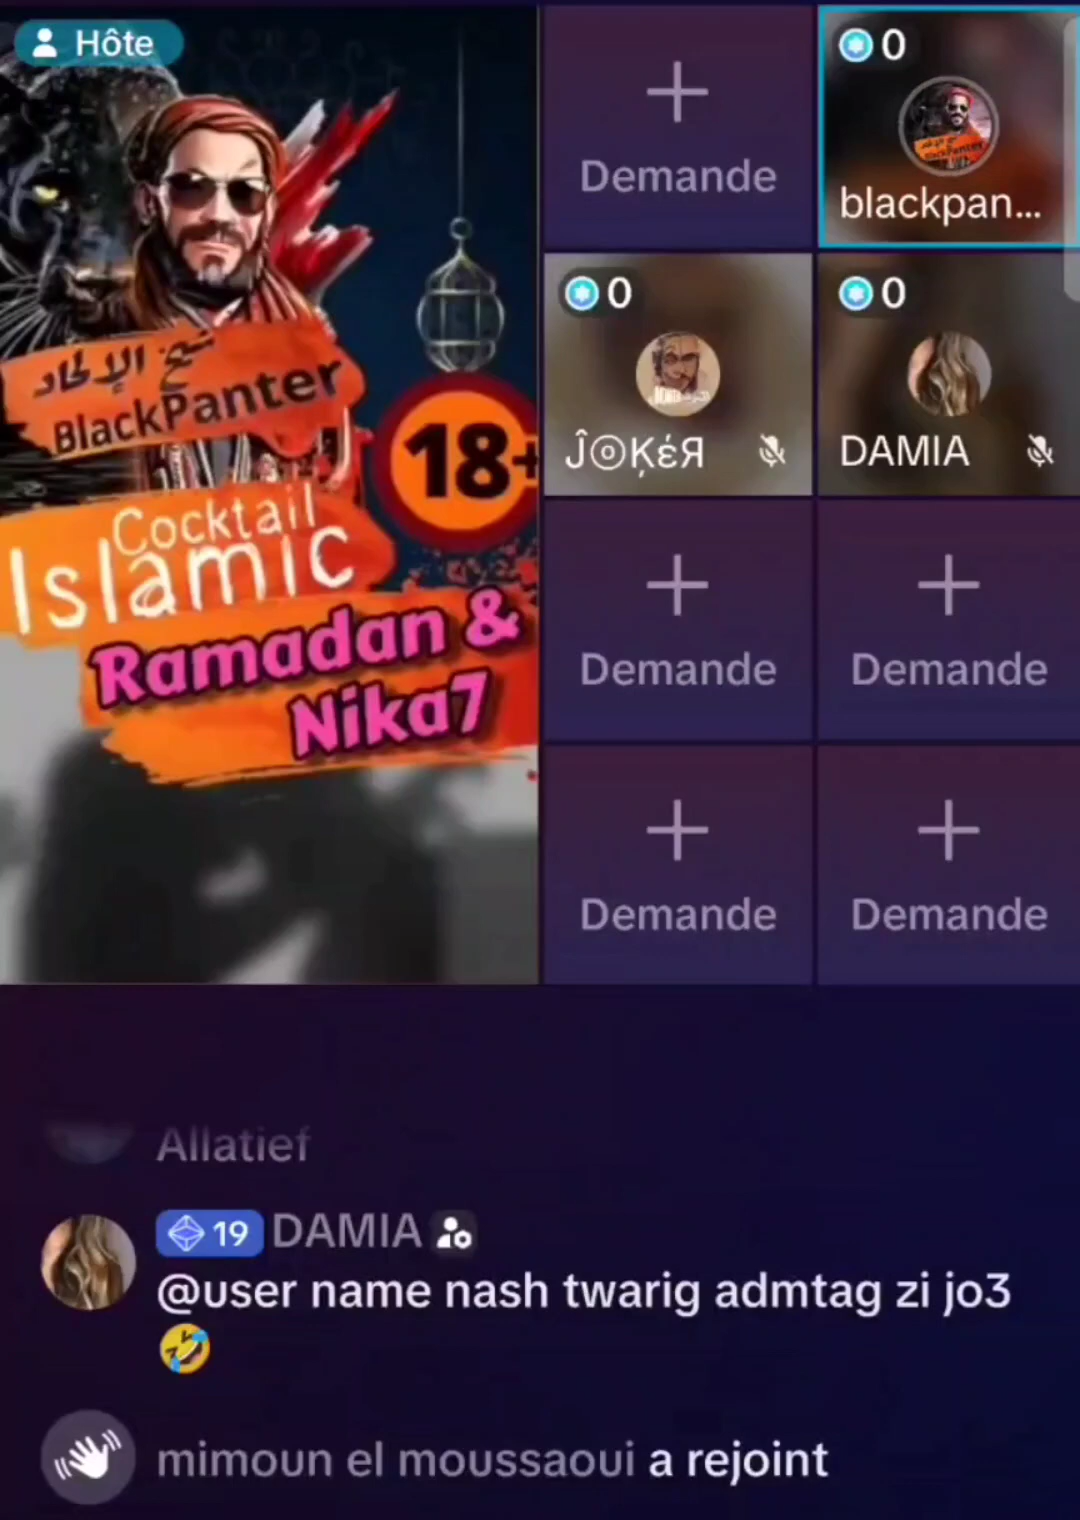 Hôte
شيخ الإلحاد
BlackPanter
18+
Cocktail
Islamic
Ramadan &
Nika7
Demande
0
blackpan...
0
ĴʘĶέЯ
0
DAMIA
Demande
Demande
Demande
Demande
Allatief
19 DAMIA
@user name nash twarig admtag zi jo3
🤣
mimoun el moussaoui a rejoint